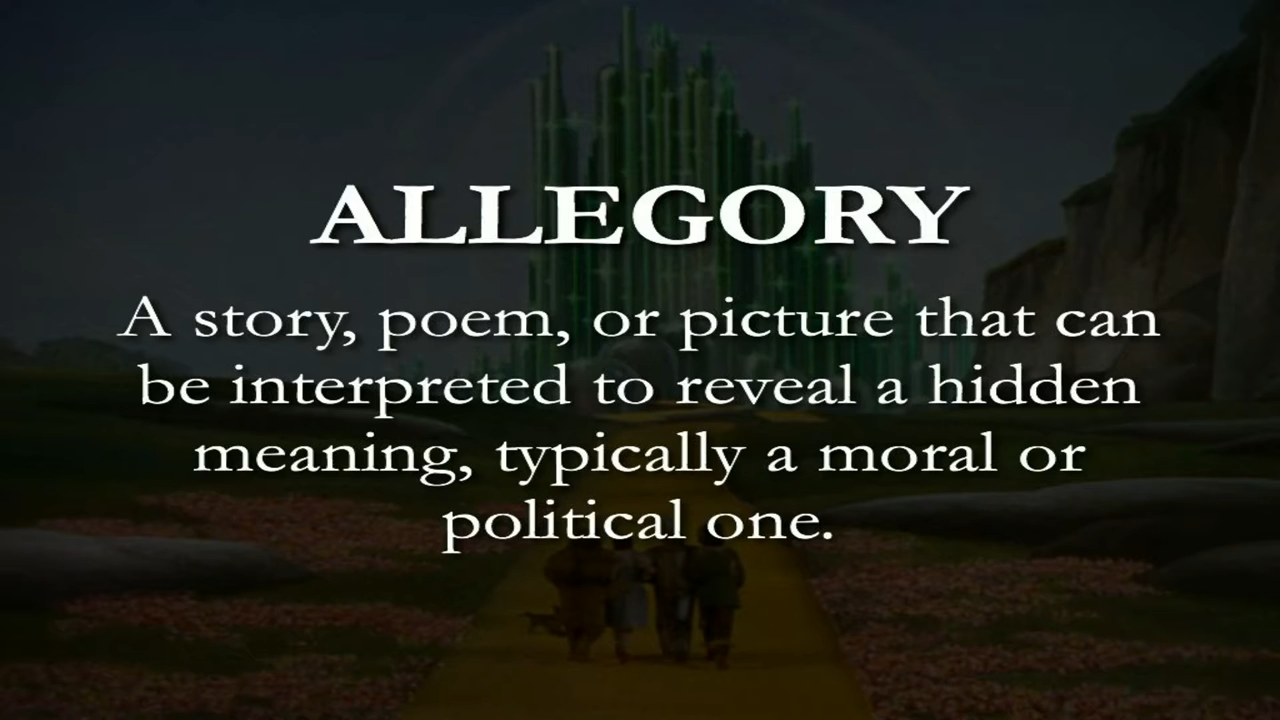 ALLEGORY
A story, poem, or picture that can
be interpreted to reveal a hidden
meaning, typically a moral or
political one.